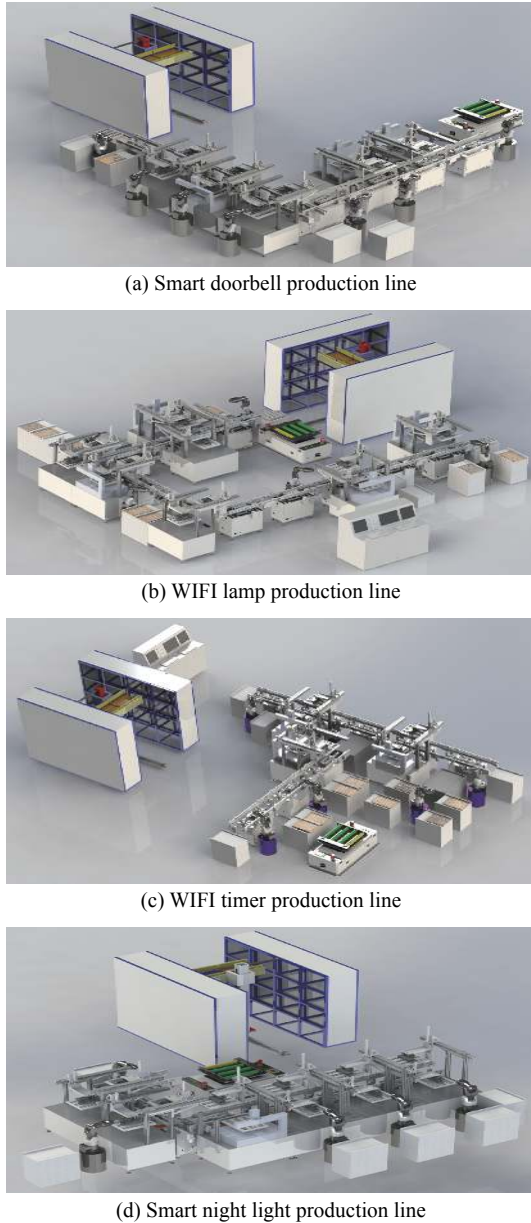 (a) Smart doorbell production line
(b) WIFI lamp production line
(c) WIFI timer production line
(d) Smart night light production line